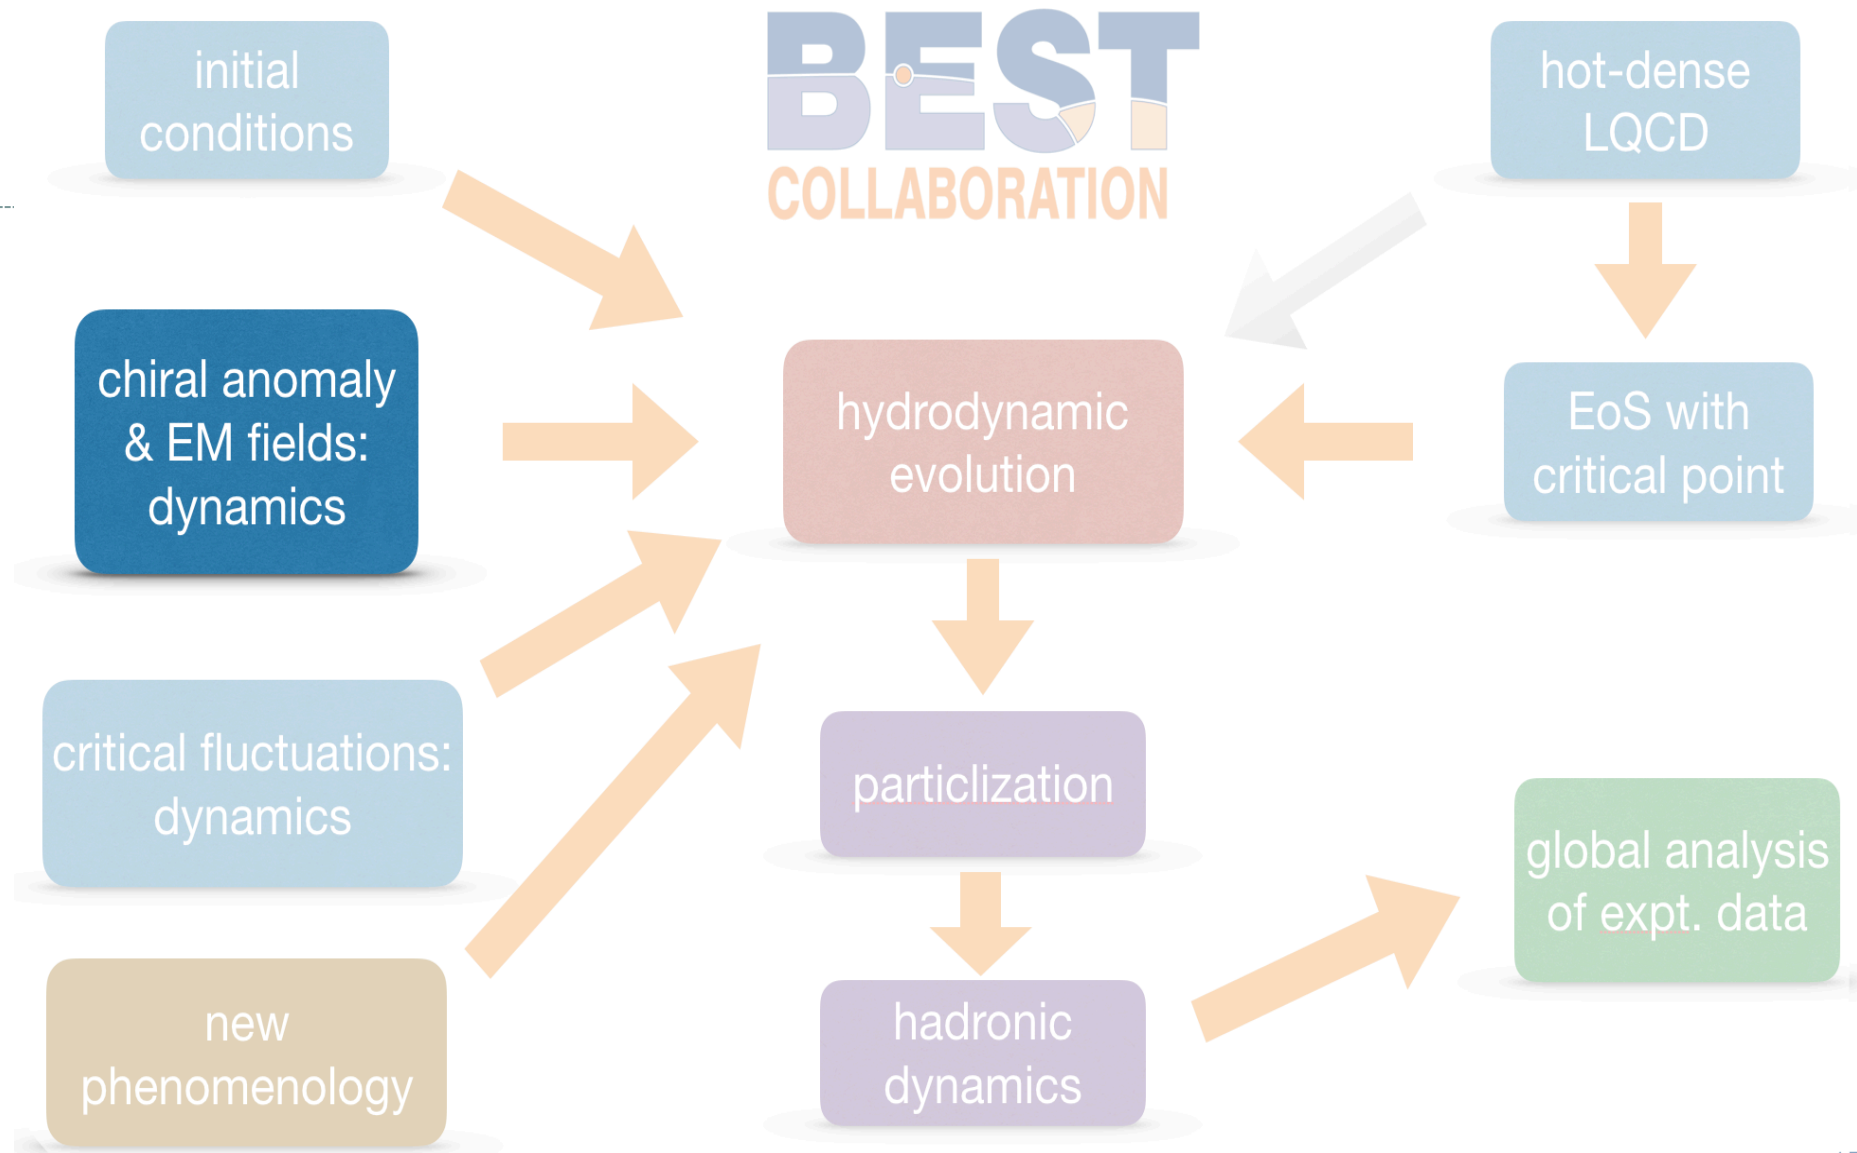 initial
conditions
BEST
COLLABORATION
hot-dense
LQCD
chiral anomaly
& EM fields:
dynamics
hydrodynamic
evolution
EoS with
critical point
critical fluctuations:
dynamics
particlization
global analysis
of expt. data
new
phenomenology
hadronic
dynamics